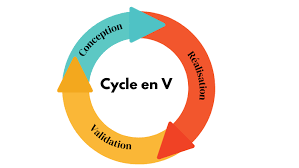 Conception
Réalisation
Cycle en V
Validation